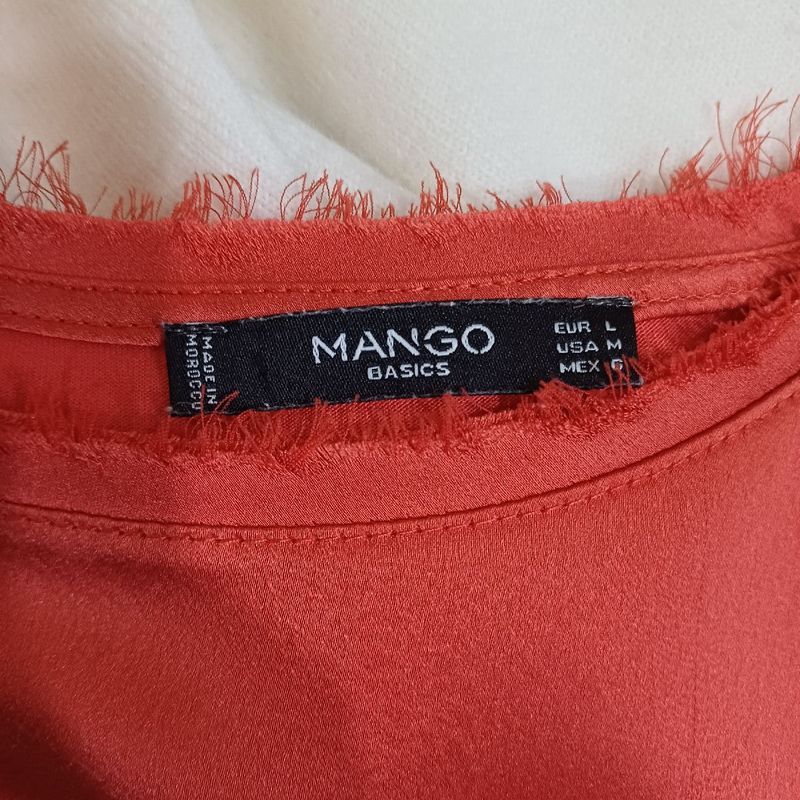 MANGO
BASICS
EUR L
USA M
MEX
MADE IN
MOROCCO